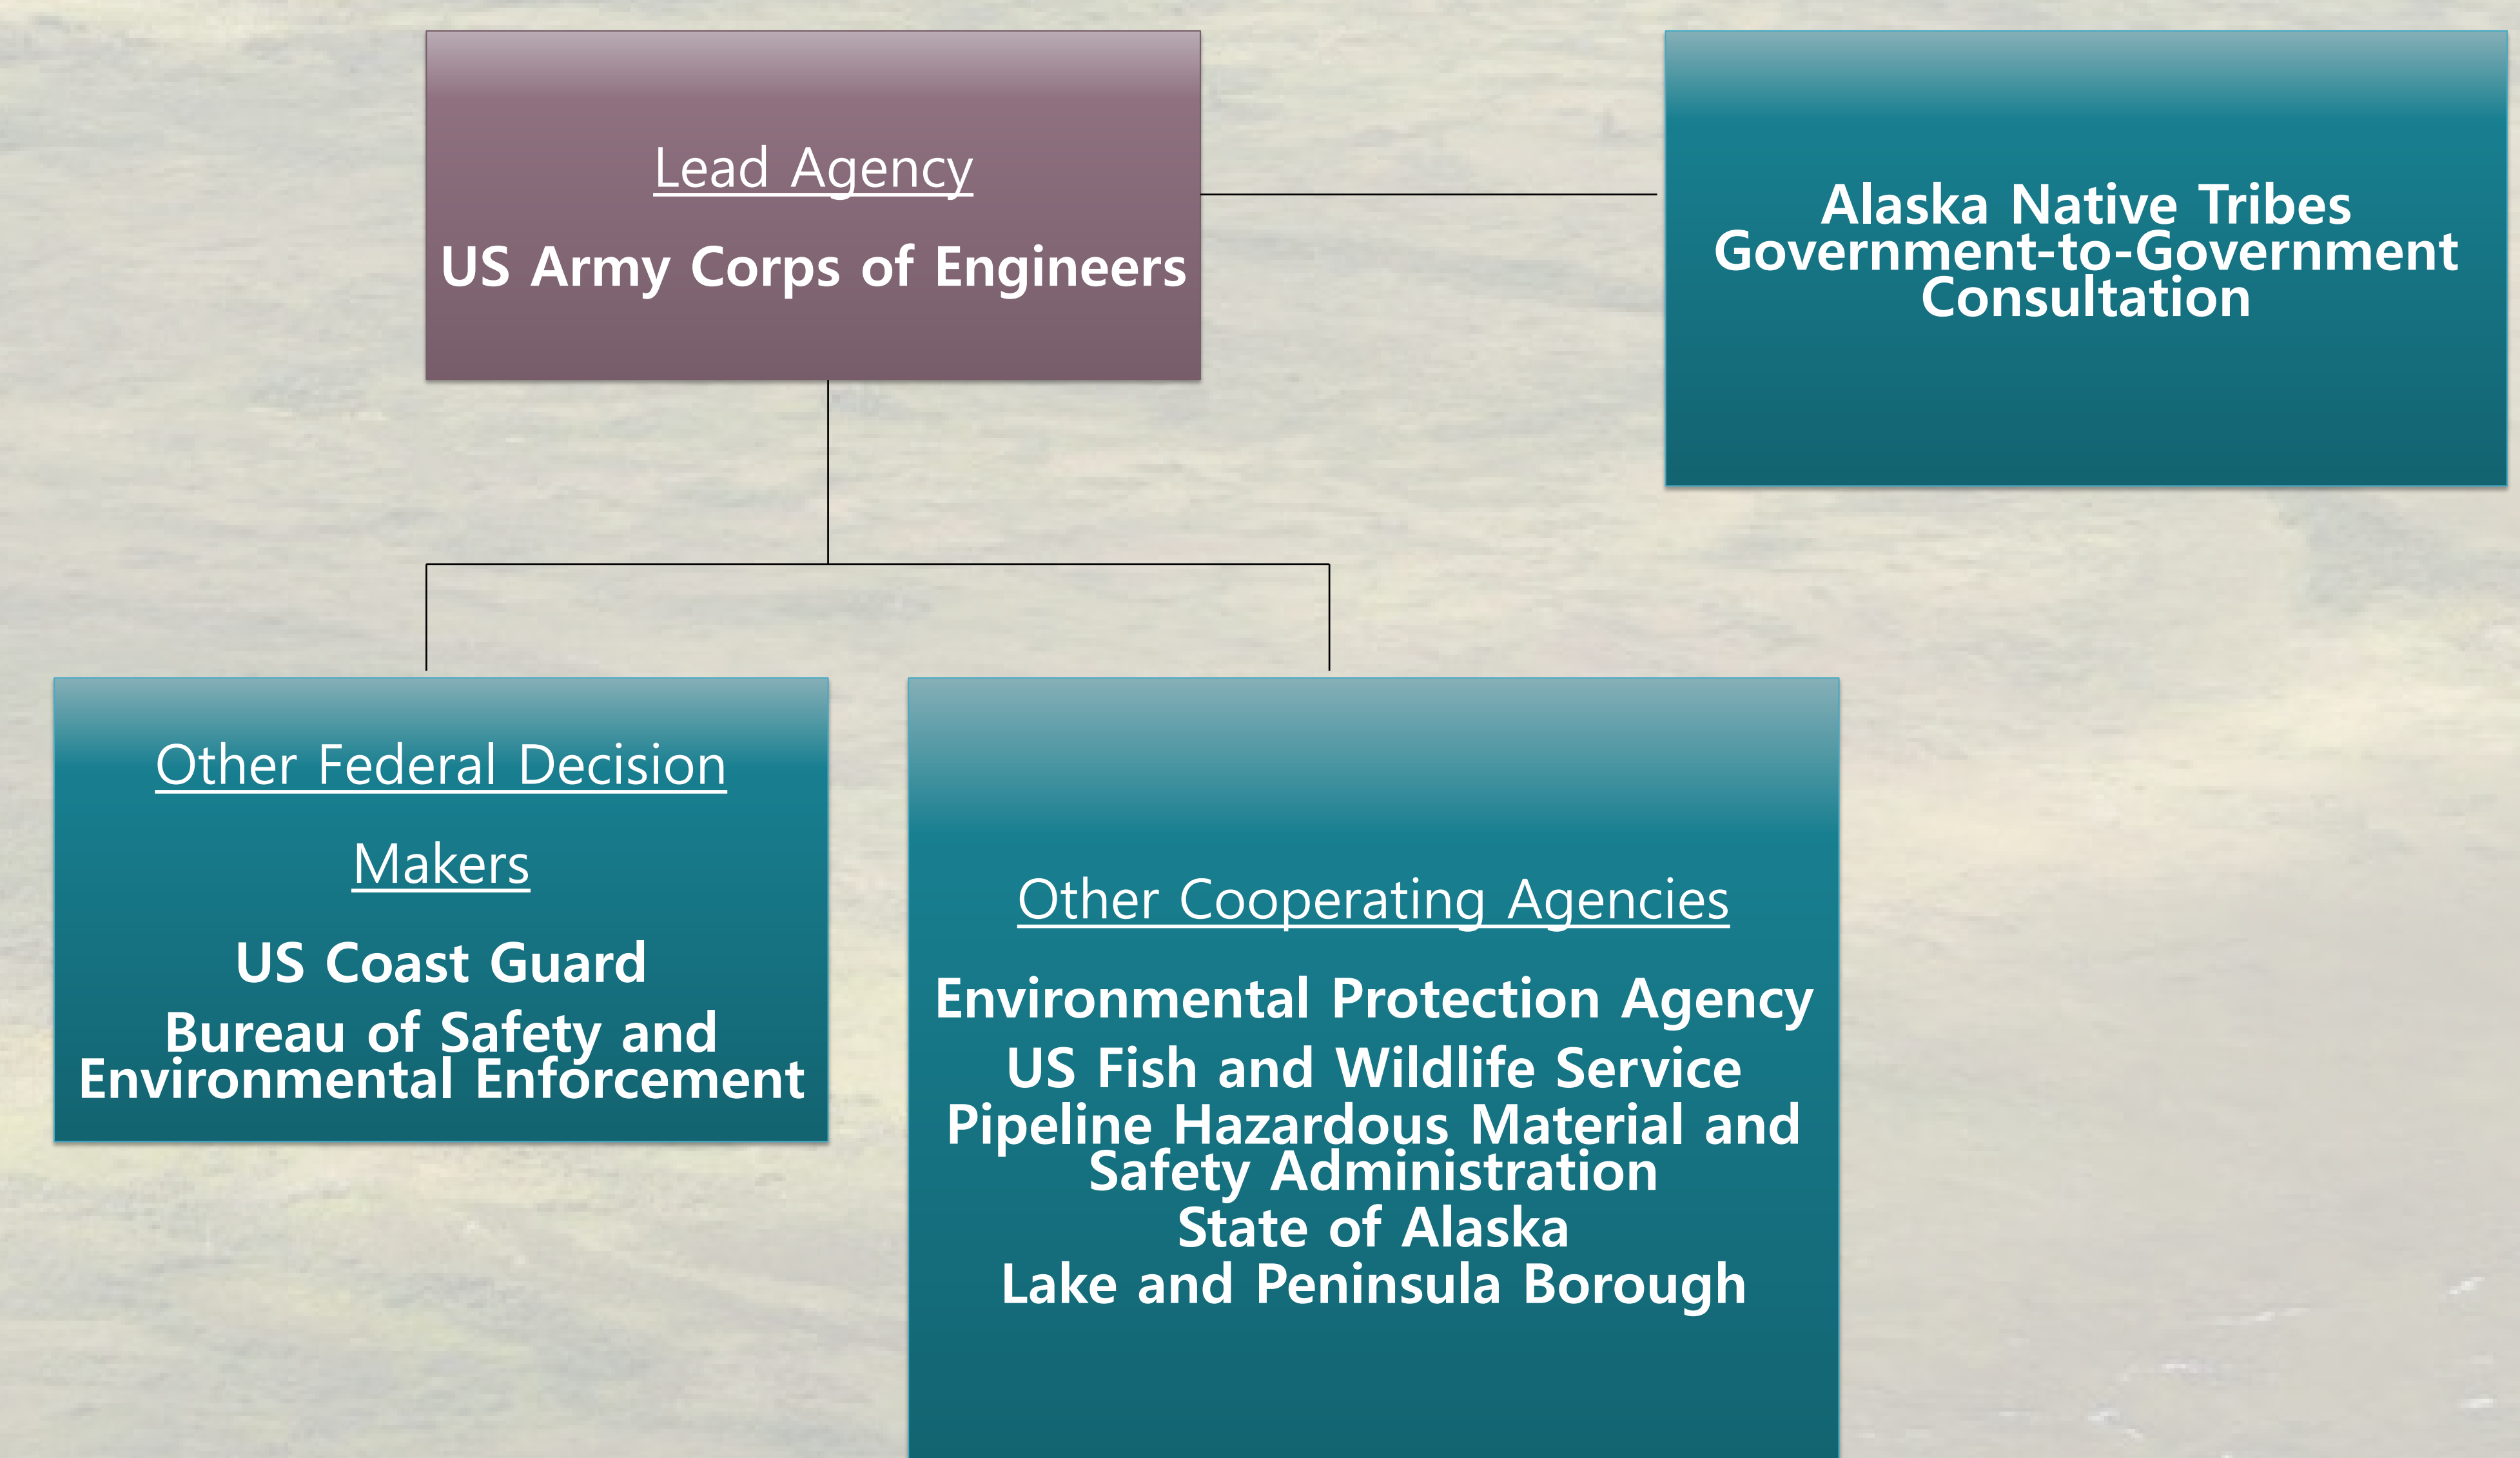 Lead Agency
US Army Corps of Engineers
Alaska Native Tribes
Government-to-Government
Consultation
Other Federal Decision
Makers
US Coast Guard
Bureau of Safety and
Environmental Enforcement
Other Cooperating Agencies
Environmental Protection Agency
US Fish and Wildlife Service
Pipeline Hazardous Material and
Safety Administration
State of Alaska
Lake and Peninsula Borough